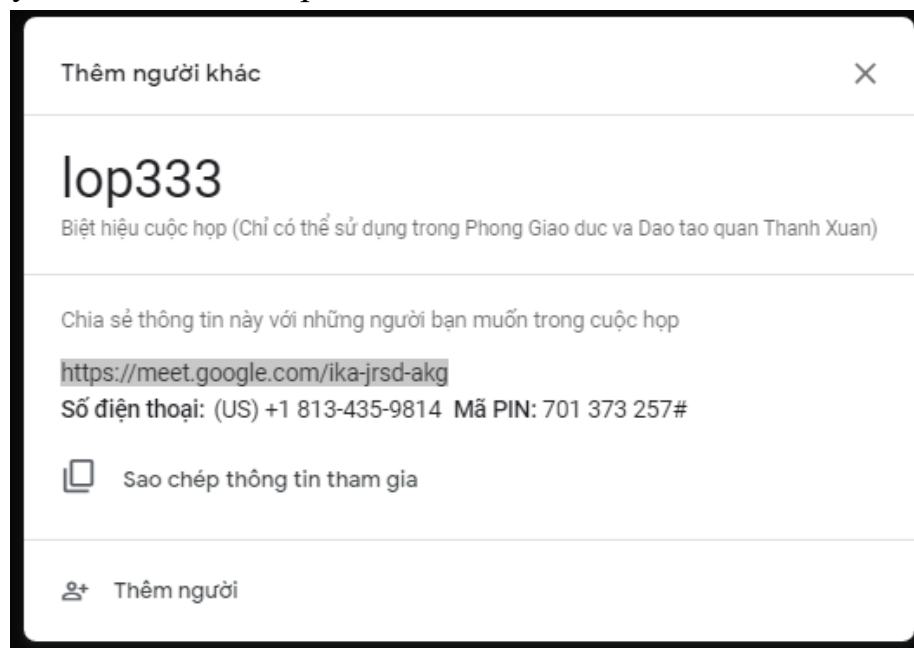 Thêm người khác
lop333
Biệt hiệu cuộc họp (Chỉ có thể sử dụng trong Phong Giao duc va Dao tao quan Thanh Xuan)
Chia sẻ thông tin này với những người bạn muốn trong cuộc họp
https://meet.google.com/ika-jrsd-akg
Số điện thoại: (US) +1 813-435-9814 Mã PIN: 701 373 257#
Sao chép thông tin tham gia
Thêm người